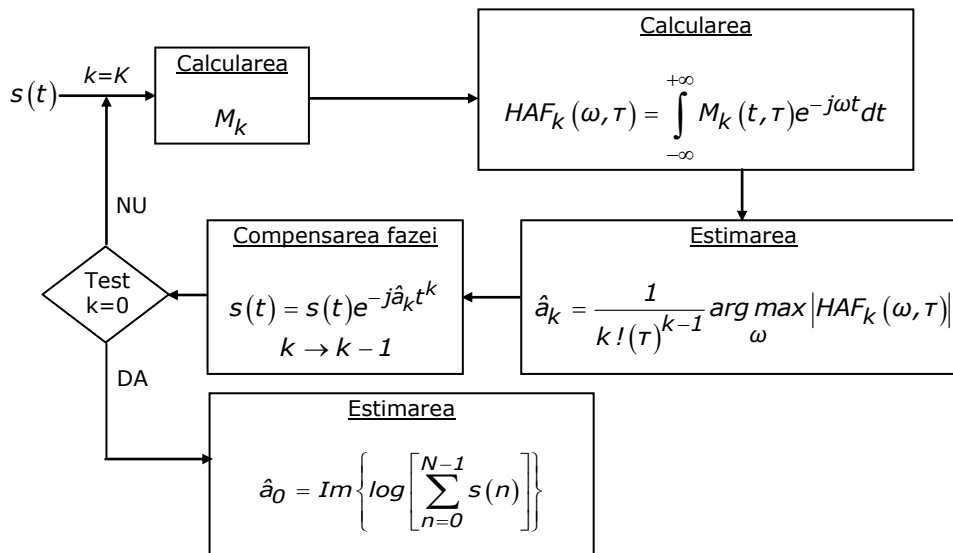 s(t)
k=K
Calcularea
M_k
Calcularea
HAF_k(ω,τ) = ∫_{-∞}^{+∞} M_k(t,τ)e^{-jωt}dt
NU
Test
k=0
Compensarea fazei
s(t) = s(t)e^{-jâ_k t^k}
k → k-1
Estimarea
â_k = 1/(k!(τ)^{k-1}) arg max_ω |HAF_k(ω,τ)|
DA
Estimarea
â_0 = Im{log[∑_{n=0}^{N-1} s(n)]}